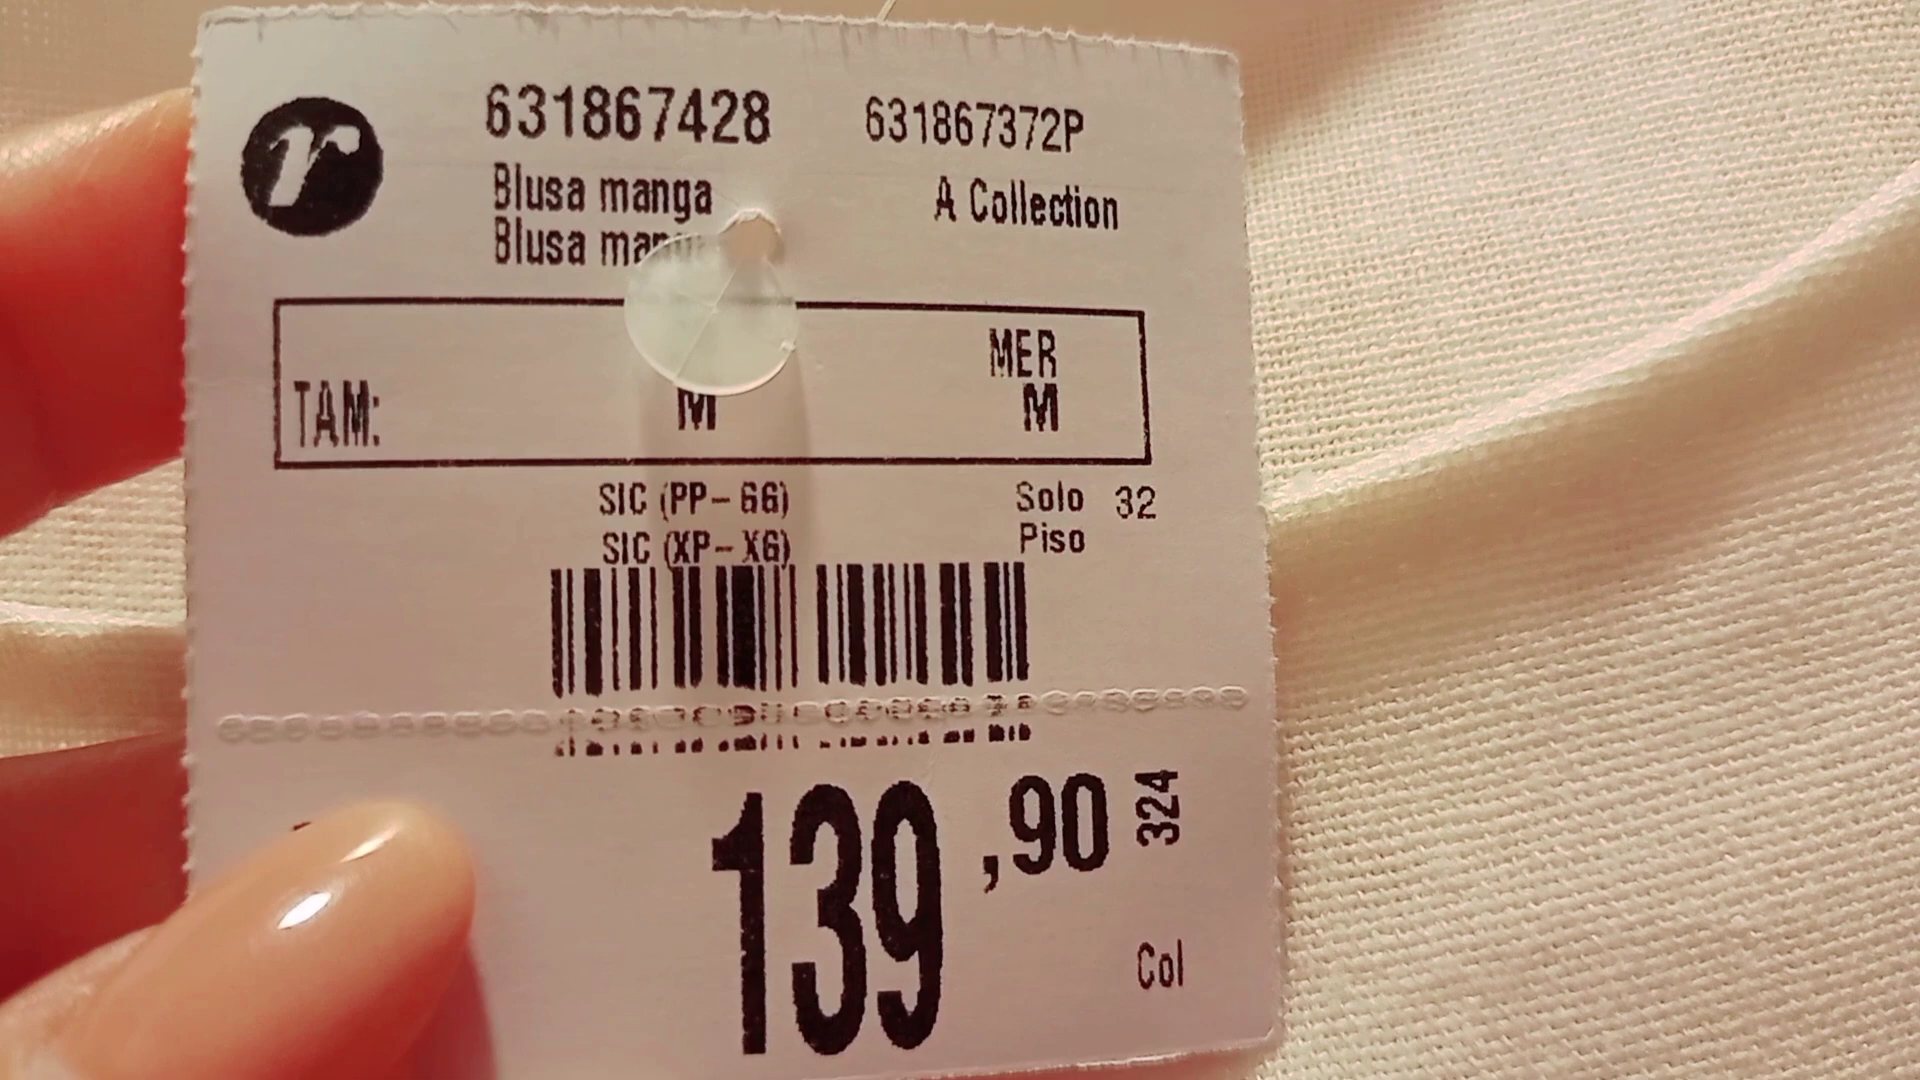 r
631867428 631867372P
Blusa manga A Collection
Blusa
MER
TAM: M M
SIC (PP-GG) Solo 32
SIC (XP-XG) Piso
139,90 324
Col